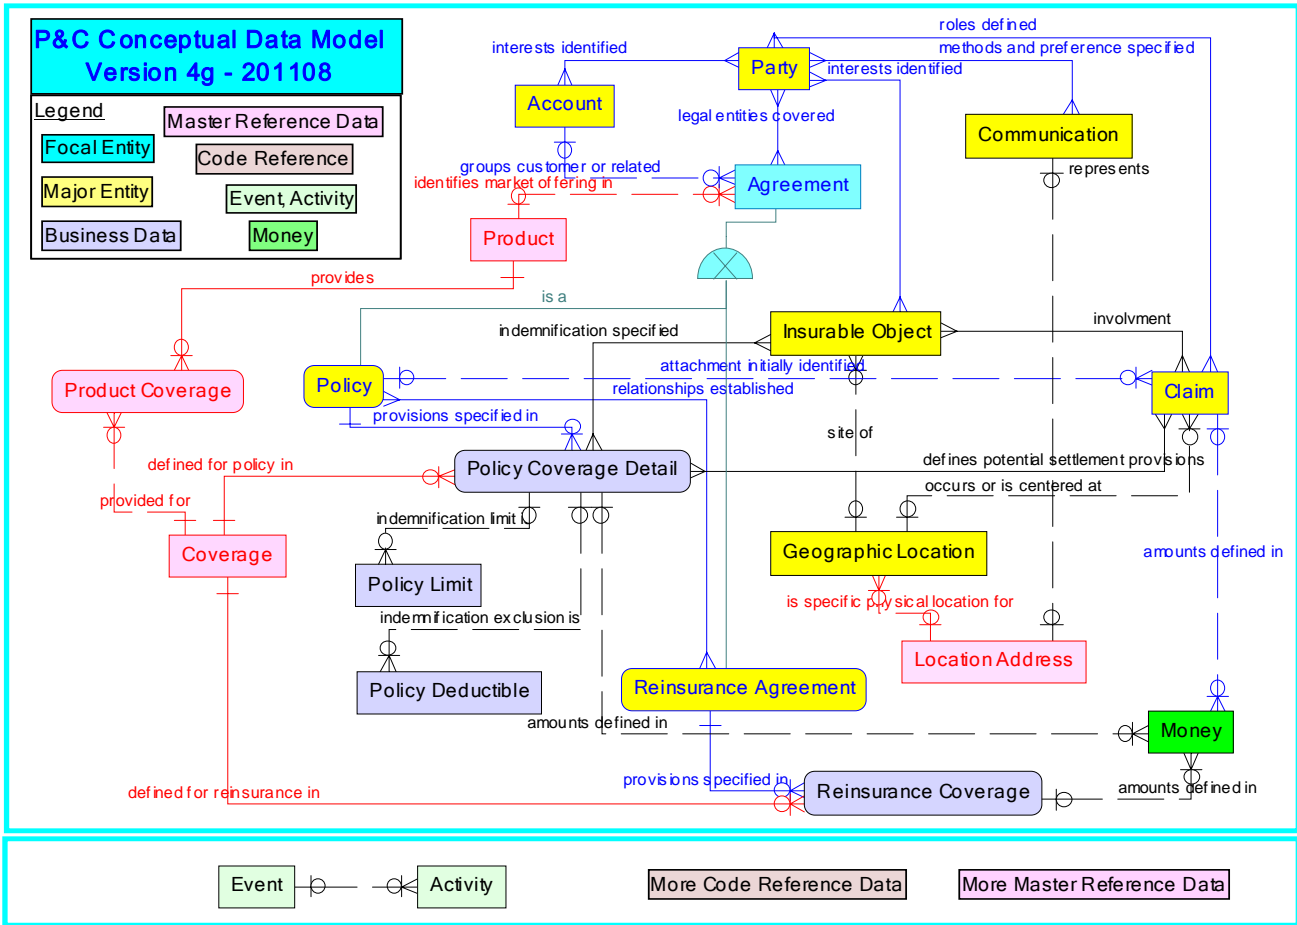 P&C Conceptual Data Model
Version 4g - 201108
Legend
Master Reference Data
Focal Entity
Code Reference
Major Entity
Event, Activity
Business Data
Money
roles defined
interests identified
methods and preference specified
Party
interests identified
Account
legal entities covered
Communication
groups customer or related
represents
identifies market offering in
Agreement
Product
provides
is a
indemnification specified
Insurable Object
involvment
attachment initially identified
Product Coverage
Policy
relationships established
Claim
provisions specified in
site of
defined for policy in
Policy Coverage Detail
defines potential settlement provisions
provided for
occurs or is centered at
indemnification limit i
Coverage
Geographic Location
amounts defined in
Policy Limit
is specific physical location for
indemnification exclusion is
Location Address
Policy Deductible
Reinsurance Agreement
amounts defined in
Money
provisions specified in
defined for reinsurance in
Reinsurance Coverage
amounts defined in
Event
Activity
More Code Reference Data
More Master Reference Data